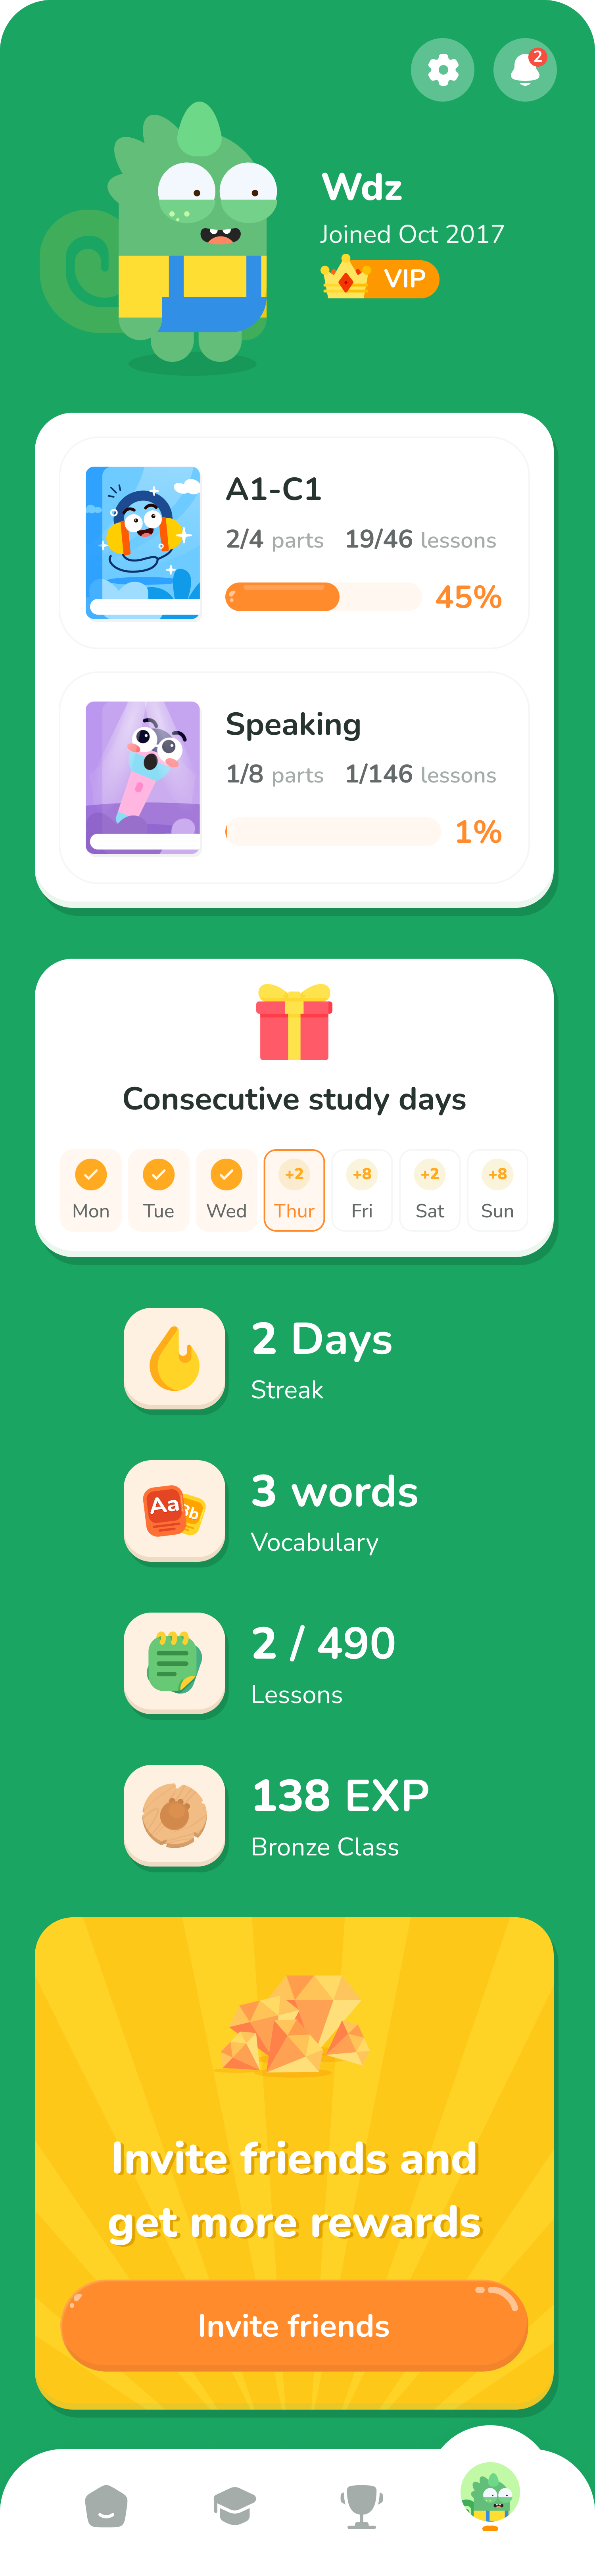 2
Wdz
Joined Oct 2017
VIP
A1-C1
2/4 parts 19/46 lessons
45%
Speaking
1/8 parts 1/146 lessons
1%
Consecutive study days
+2 +8 +2 +8
Mon Tue Wed Thur Fri Sat Sun
2 Days
Streak
3 words
Aa Bb
Vocabulary
2 / 490
Lessons
138 EXP
Bronze Class
Invite friends and
get more rewards
Invite friends